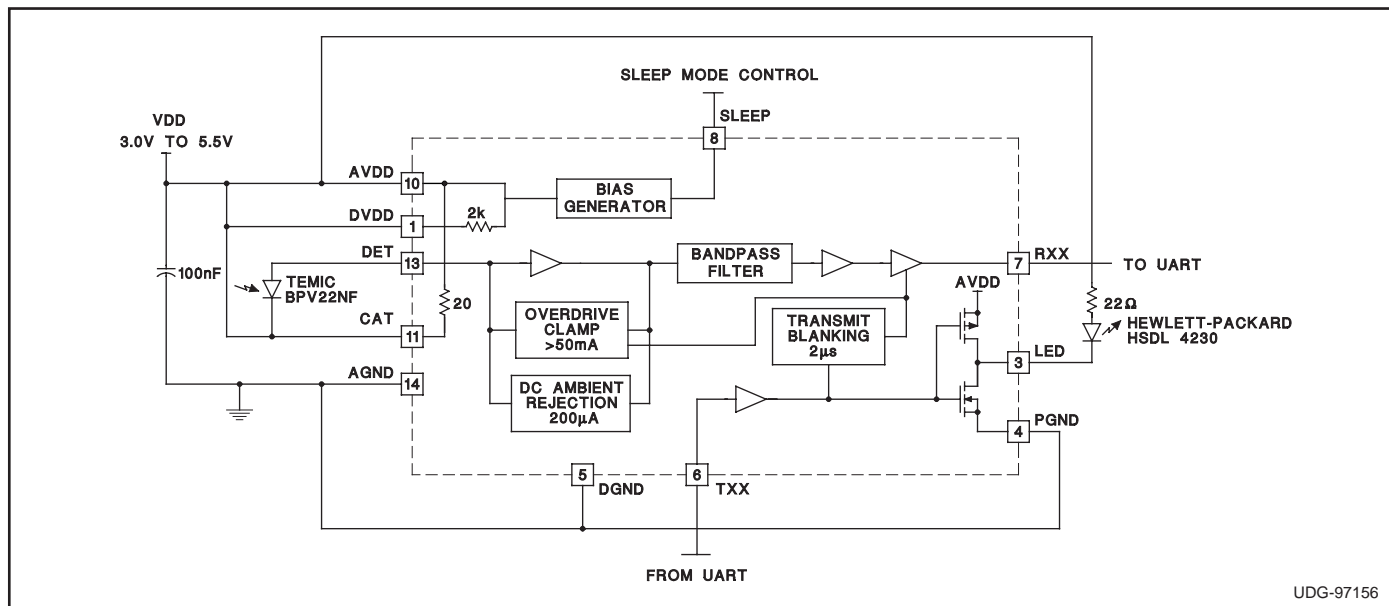 SLEEP MODE CONTROL
SLEEP
8
VDD
3.0V TO 5.5V
AVDD
10
BIAS
GENERATOR
DVDD
1
2k
DET
13
BANDPASS
FILTER
7
RXX
TO UART
AVDD
100nF
TEMIC
BPV22NF
20
OVERDRIVE
CLAMP
>50mA
TRANSMIT
BLANKING
2µs
22Ω
HEWLETT-PACKARD
HSDL 4230
CAT
11
3
LED
AGND
14
DC AMBIENT
REJECTION
200µA
PGND
4
5
DGND
6
TXX
FROM UART
UDG-97156